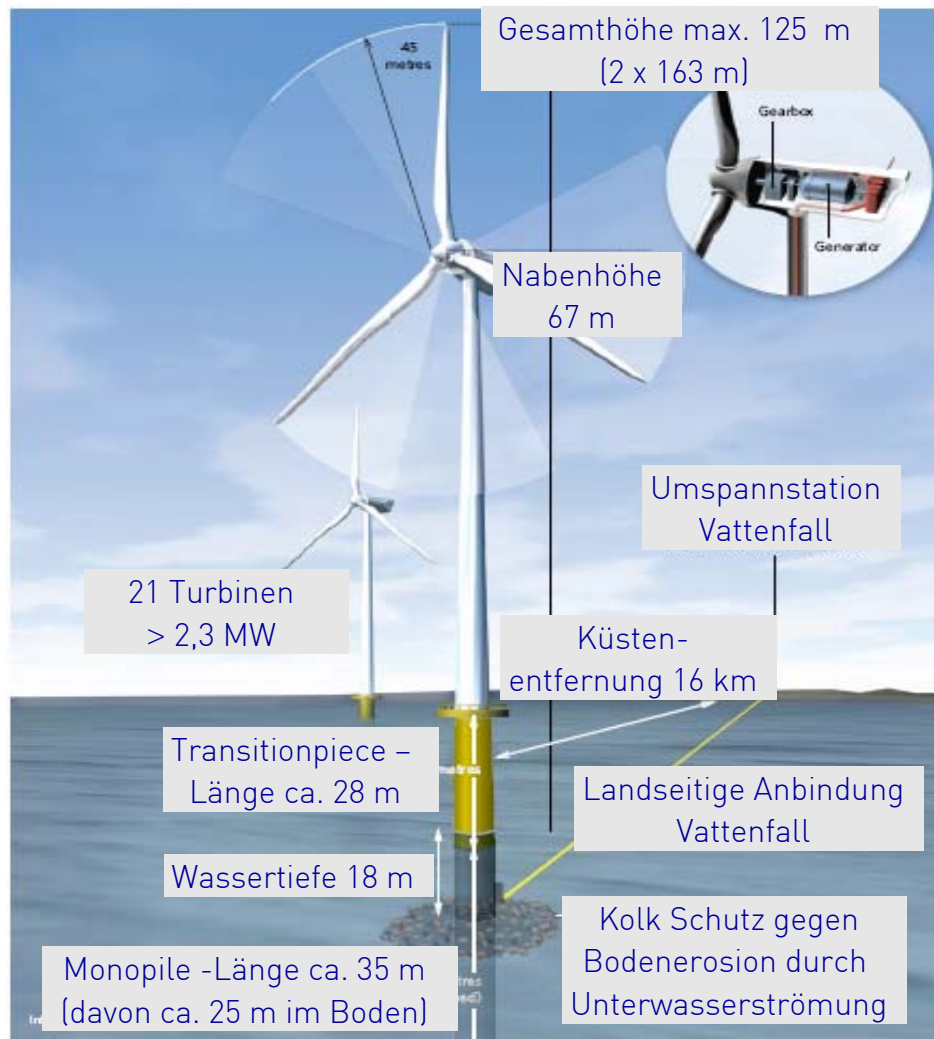 45
metres
Gesamthöhe max. 125 m
(2 x 163 m)
Gearbox
Generator
Nabenhöhe
67 m
Umspannstation
Vattenfall
21 Turbinen
> 2,3 MW
Küsten-
entfernung 16 km
Transitionpiece –
Länge ca. 28 m
Landseitige Anbindung
Vattenfall
Wassertiefe 18 m
Kolk Schutz gegen
Bodenerosion durch
Unterwasserströmung
Monopile -Länge ca. 35 m
(davon ca. 25 m im Boden)